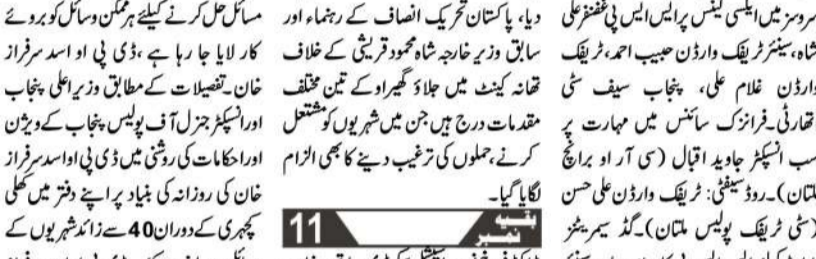 سروسز میں ایکسی لینس پرایس ایس پی غضنفر علی
شاہ، سینئر ٹریفک وارڈن حبیب احمد، ٹریفک
وارڈن غلام علی، پنجاب سیف سٹی
تھارٹی۔ فرانزک سائنس میں مہارت پر
سب انسپکٹر جاوید اقبال (سی آر او برانچ
ملتان)۔ روڈ سیفٹی: ٹریفک وارڈن علی حسن
(سٹی ٹریفک پولیس ملتان)۔ گڈ سیمریٹنز
دیا، پاکستان تحریک انصاف کے رہنماء اور
سابق وزیر خارجہ شاہ محمود قریشی کے خلاف
تھانہ کینٹ میں جلاؤ گھیراو کے تین مختلف
مقدمات درج ہیں جن میں شہریوں کو مشتعل
کرنے، حملوں کی ترغیب دینے کا بھی الزام
لگایا گیا۔
بقیہ نمبر 11
مسائل حل کرنے کیلئے ہر ممکن وسائل کو بروئے
کار لایا جا رہا ہے، ڈی پی او اسد سرفراز
خان۔ تفصیلات کے مطابق وزیر اعلی پنجاب
اور انسپکٹر جنرل آف پولیس پنجاب کے ویژن
اور احکامات کی روشنی میں ڈی پی او اسد سرفراز
خان کی روزانہ کی بنیاد پر اپنے دفتر میں کھلی
کچہری کے دوران 40 سے زائد شہریوں کے